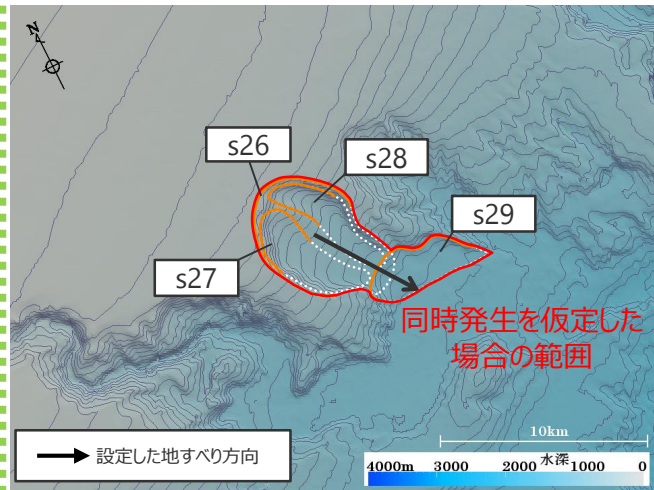 N
s26
s28
s29
s27
同時発生を仮定した
場合の範囲
設定した地すべり方向
10km
水深
4000m 3000 2000 1000 0